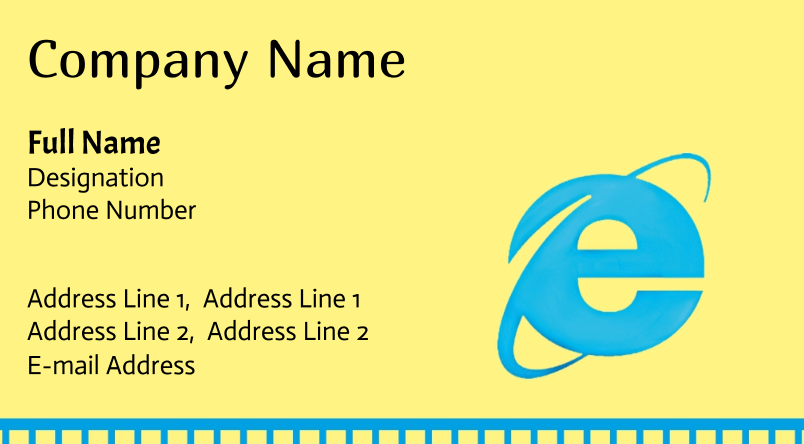 Company Name
Full Name
Designation
Phone Number
Address Line 1,  Address Line 1
Address Line 2,  Address Line 2
E-mail Address